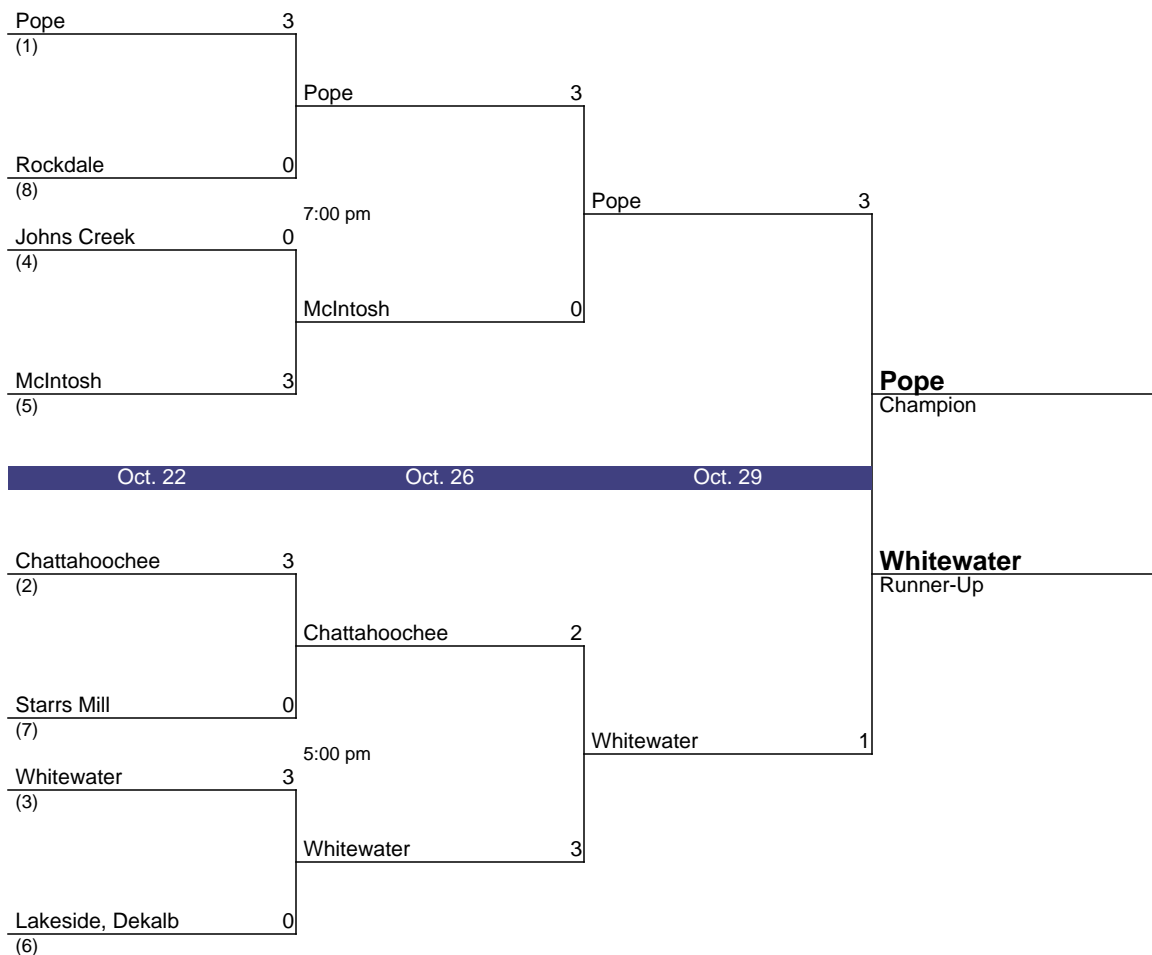 Pope 3
(1)
Pope 3
Rockdale 0
(8)
Pope 3
7:00 pm
Johns Creek 0
(4)
McIntosh 0
McIntosh 3
(5)
Pope
Champion
Oct. 22 Oct. 26 Oct. 29
Chattahoochee 3
(2)
Whitewater
Runner-Up
Chattahoochee 2
Starrs Mill 0
(7)
Whitewater 1
5:00 pm
Whitewater 3
(3)
Whitewater 3
Lakeside, Dekalb 0
(6)